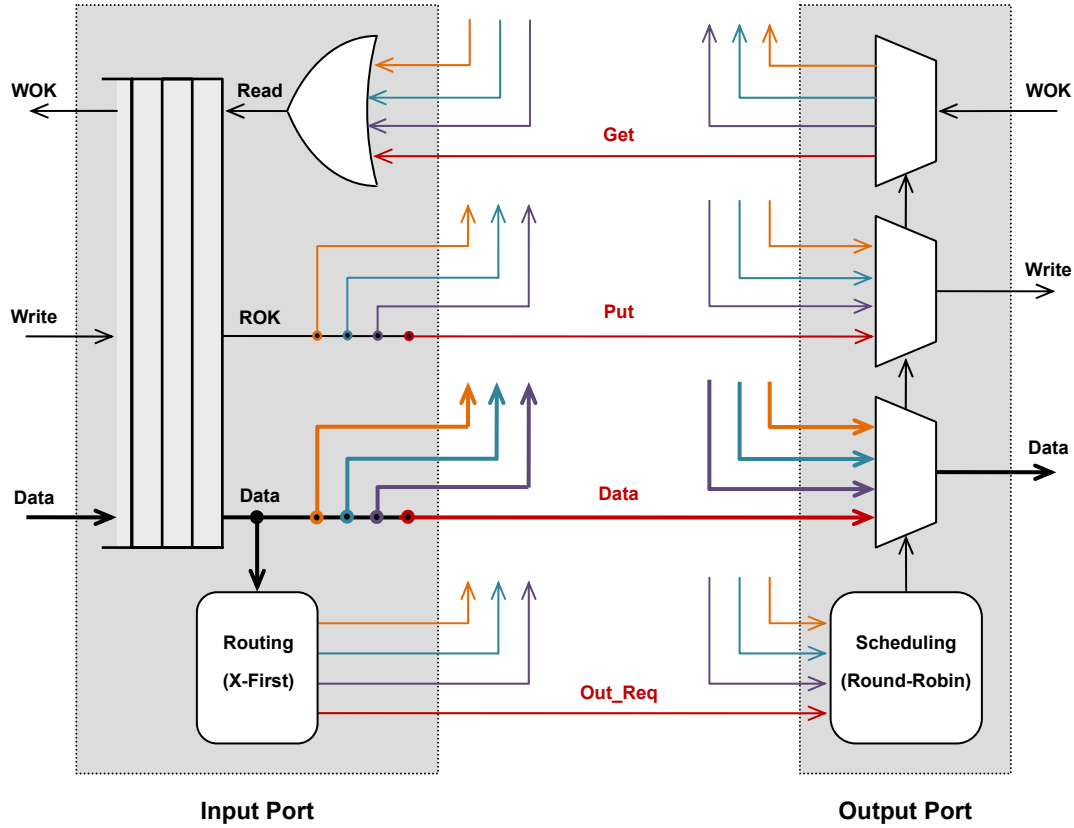 WOK
Read
WOK
Get
Write
ROK
Put
Write
Data
Data
Data
Data
Routing
(X-First)
Scheduling
(Round-Robin)
Out_Req
Input Port
Output Port